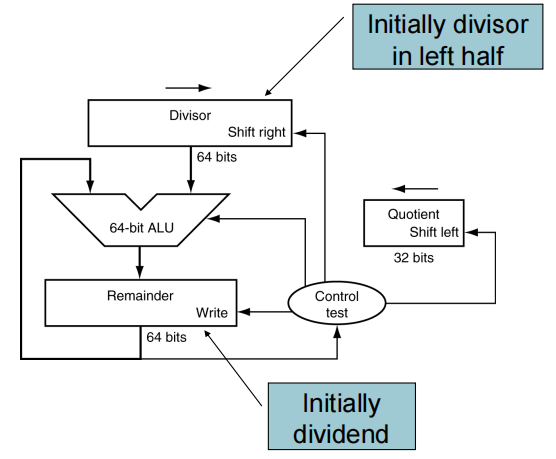 Initially divisor
in left half
Divisor
Shift right
64 bits
64-bit ALU
Quotient
Shift left
32 bits
Remainder
Write
Control
test
64 bits
Initially
dividend